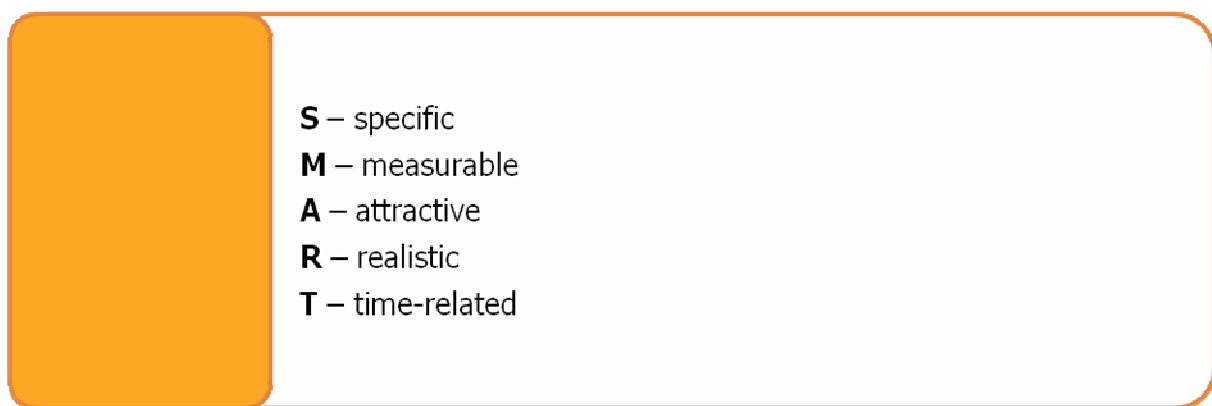 S – specific
M – measurable
A – attractive
R – realistic
T – time-related